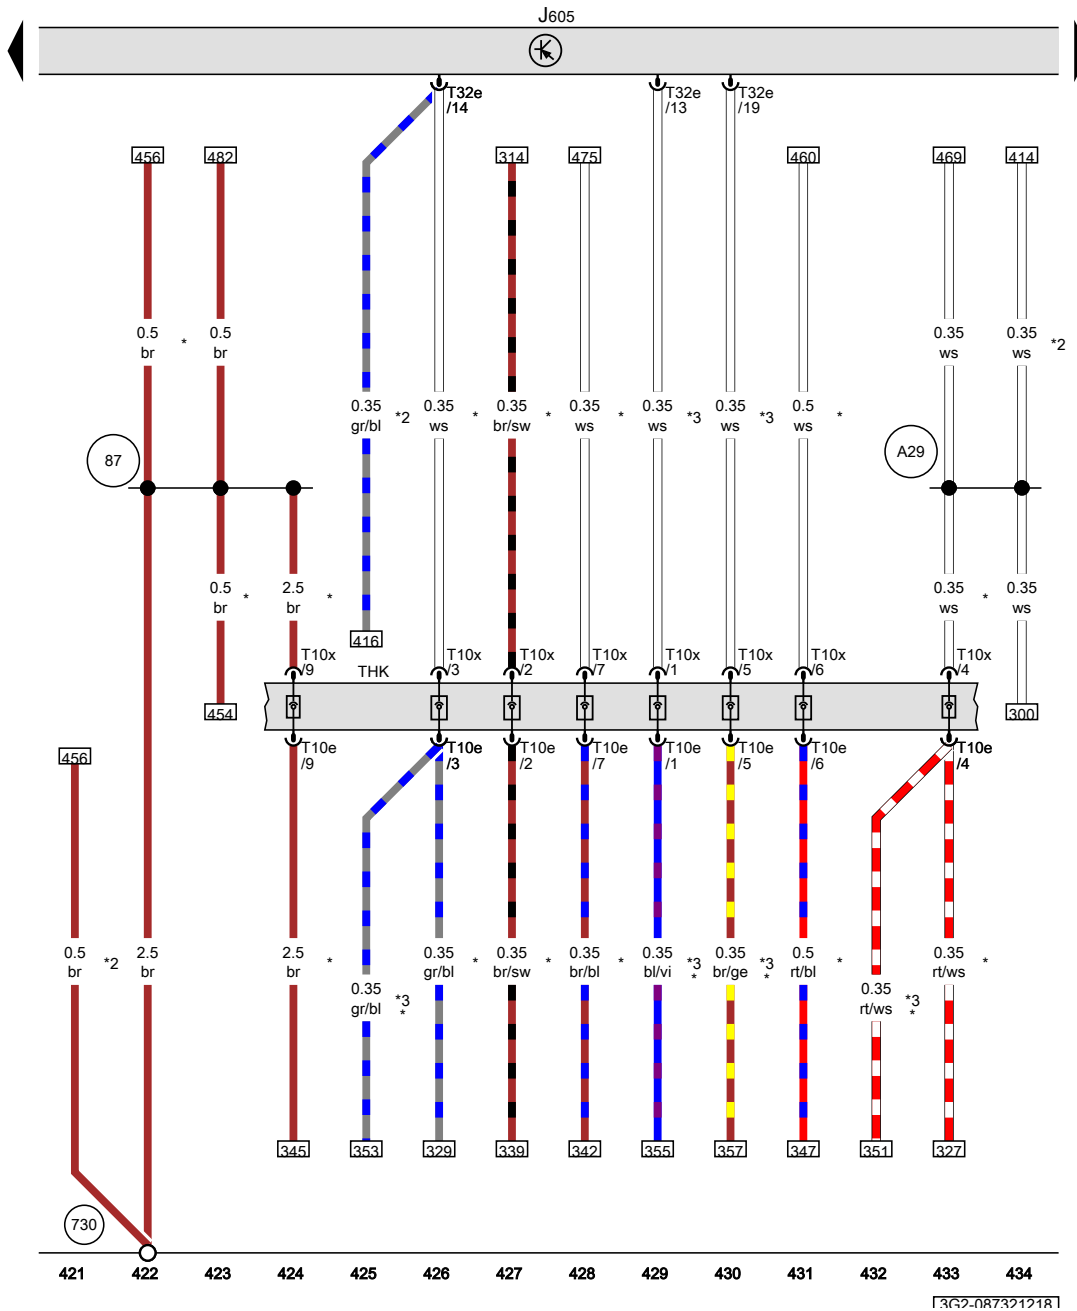 J605
T32e
/14
T32e
/13
T32e
/19
456
482
314
475
460
469
414
0.5
br
*
0.5
br
0.35
ws
0.35
ws
*2
0.35
gr/bl
*2
0.35
ws
*
0.35
br/sw
*
0.35
ws
*
0.35
ws
*3
0.35
ws
*3
0.5
ws
*
87
A29
0.5
br
*
2.5
br
*
0.35
ws
*
0.35
ws
416
THK
T10x
/9
T10x
/3
T10x
/2
T10x
/7
T10x
/1
T10x
/5
T10x
/6
T10x
/4
454
300
456
T10e
/9
T10e
/3
T10e
/2
T10e
/7
T10e
/1
T10e
/5
T10e
/6
T10e
/4
0.5
br
*2
2.5
br
2.5
br
*
0.35
gr/bl
*3
*
0.35
gr/bl
*
0.35
br/sw
*
0.35
br/bl
*
0.35
bl/vi
*3
*
0.35
br/ge
*3
*
0.5
rt/bl
*
0.35
rt/ws
*3
*
0.35
rt/ws
*
345
353
329
339
342
355
357
347
351
327
730
421 422 423 424 425 426 427 428 429 430 431 432 433 434
3G2-087321218